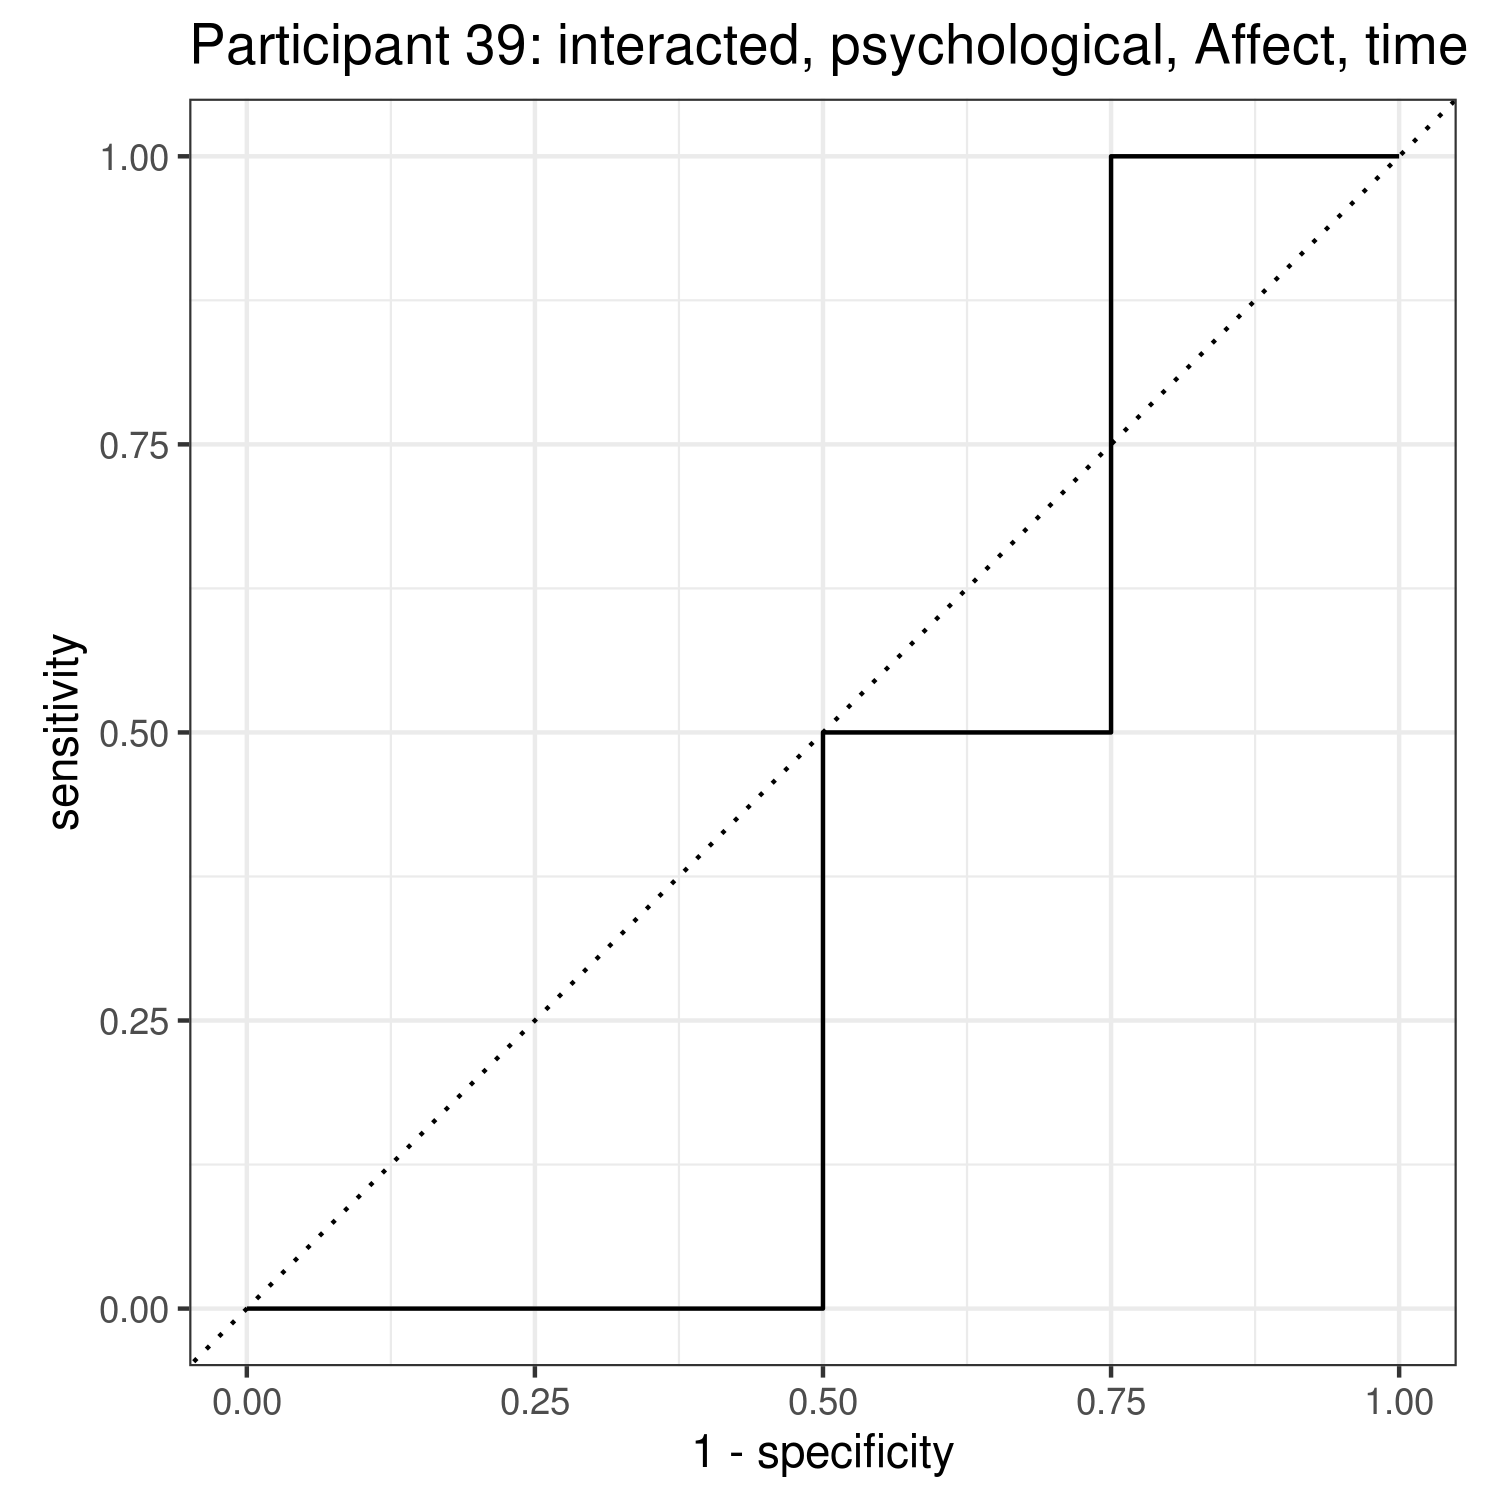 Participant 39: interacted, psychological, Affect, time
1.00
0.75
0.50
0.25
0.00
sensitivity
0.00 0.25 0.50 0.75 1.00
1 - specificity